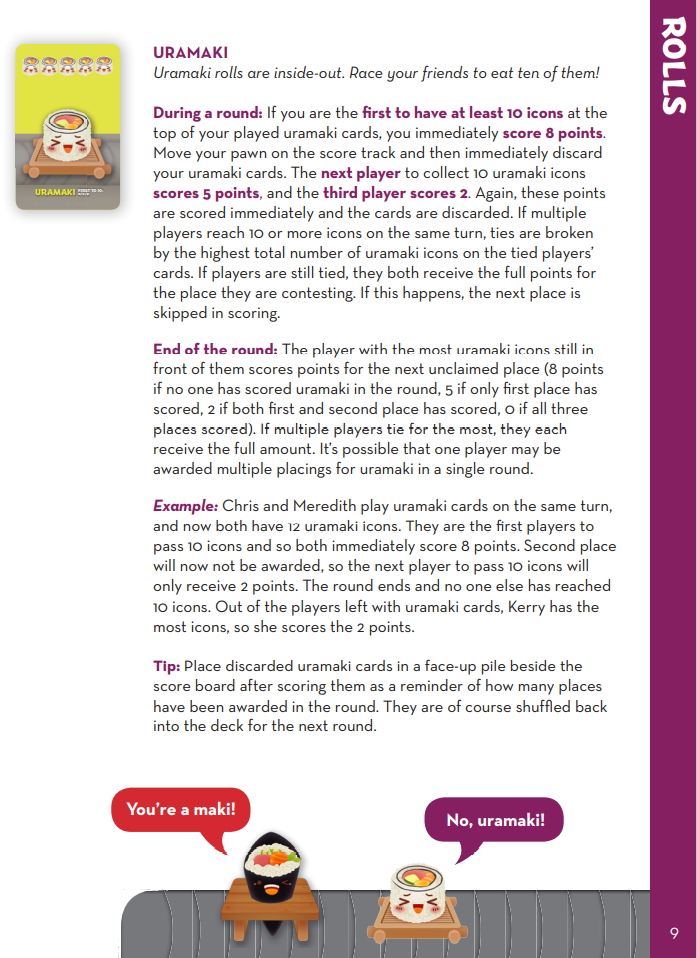 ROLLS
URAMAKI
Uramaki rolls are inside-out. Race your friends to eat ten of them!
During a round: If you are the first to have at least 10 icons at the
top of your played uramaki cards, you immediately score 8 points.
Move your pawn on the score track and then immediately discard
your uramaki cards. The next player to collect 10 uramaki icons
scores 5 points, and the third player scores 2. Again, these points
are scored immediately and the cards are discarded. If multiple
players reach 10 or more icons on the same turn, ties are broken
by the highest total number of uramaki icons on the tied players’
cards. If players are still tied, they both receive the full points for
the place they are contesting. If this happens, the next place is
skipped in scoring.
End of the round: The player with the most uramaki icons still in
front of them scores points for the next unclaimed place (8 points
if no one has scored uramaki in the round, 5 if only first place has
scored, 2 if both first and second place has scored, 0 if all three
places scored). If multiple players tie for the most, they each
receive the full amount. It’s possible that one player may be
awarded multiple placings for uramaki in a single round.
Example: Chris and Meredith play uramaki cards on the same turn,
and now both have 12 uramaki icons. They are the first players to
pass 10 icons and so both immediately score 8 points. Second place
will now not be awarded, so the next player to pass 10 icons will
only receive 2 points. The round ends and no one else has reached
10 icons. Out of the players left with uramaki cards, Kerry has the
most icons, so she scores the 2 points.
Tip: Place discarded uramaki cards in a face-up pile beside the
score board after scoring them as a reminder of how many places
have been awarded in the round. They are of course shuffled back
into the deck for the next round.
URAMAKI
You’re a maki!
No, uramaki!
9